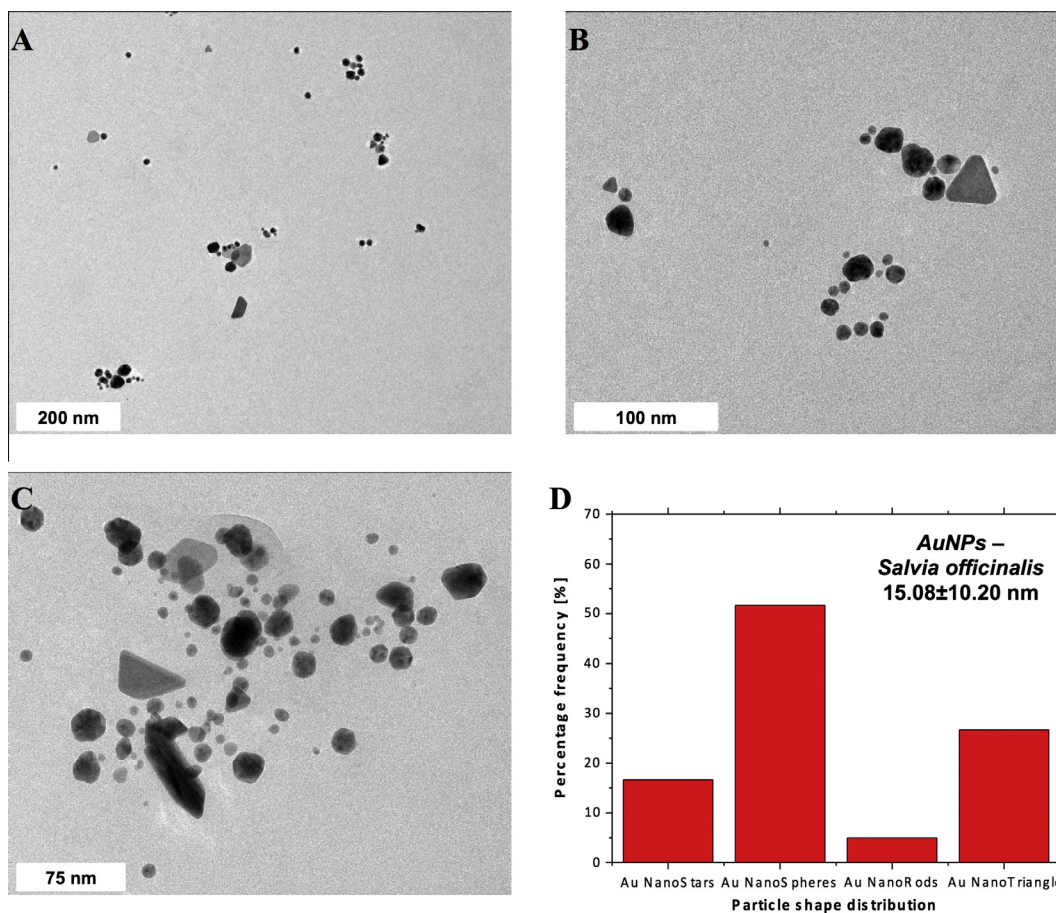 A
200 nm
B
100 nm
C
75 nm
D
AuNPs –
Salvia officinalis
15.08±10.20 nm
70
60
50
40
30
20
10
0
Percentage frequency [%]
Au NanoStars Au NanoSpheres Au NanoRods Au NanoTriangle
Particle shape distribution